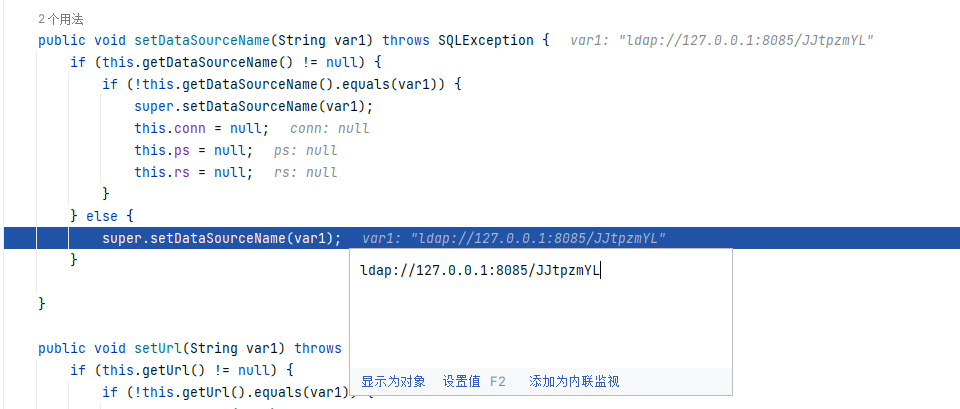 2 个用法
public void setDataSourceName(String var1) throws SQLException {   var1: "ldap://127.0.0.1:8085/JJtpzmYL"
    if (this.getDataSourceName() != null) {
        if (!this.getDataSourceName().equals(var1)) {
            super.setDataSourceName(var1);
            this.conn = null;   conn: null
            this.ps = null;   ps: null
            this.rs = null;   rs: null
        }
    } else {
        super.setDataSourceName(var1);   var1: "ldap://127.0.0.1:8085/JJtpzmYL"
    }
ldap://127.0.0.1:8085/JJtpzmYL
}
public void setUrl(String var1) throws
    if (this.getUrl() != null) {
显示为对象   设置值 F2   添加为内联监视
        if (!this.getUrl().equals(var1)) {